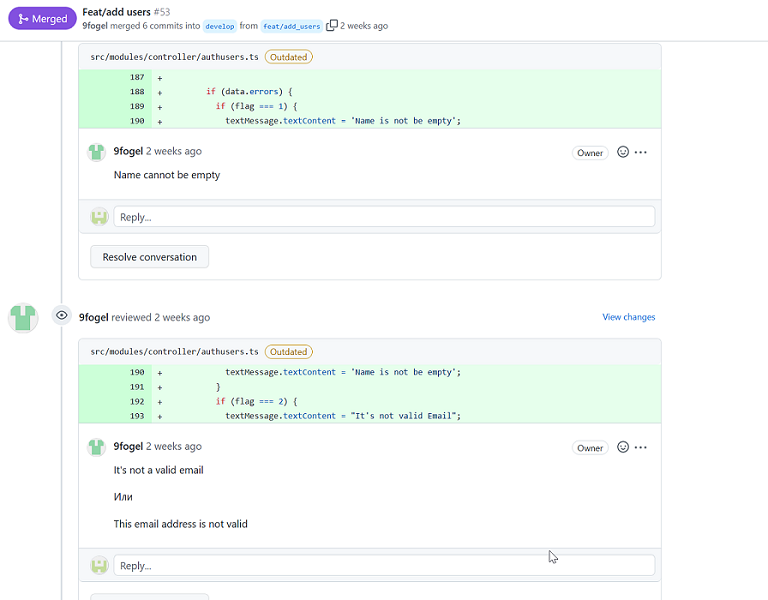 Merged
Feat/add users #53
9fogel merged 6 commits into develop from feat/add_users 2 weeks ago
src/modules/controller/authusers.ts Outdated
187 +
188 + if (data.errors) {
189 + if (flag === 1) {
190 + textMessage.textContent = 'Name is not be empty';
9fogel 2 weeks ago Owner
Name cannot be empty
Reply...
Resolve conversation
9fogel reviewed 2 weeks ago View changes
src/modules/controller/authusers.ts Outdated
190 + textMessage.textContent = 'Name is not be empty';
191 + }
192 + if (flag === 2) {
193 + textMessage.textContent = "It's not valid Email";
9fogel 2 weeks ago Owner
It's not a valid email
Или
This email address is not valid
Reply...